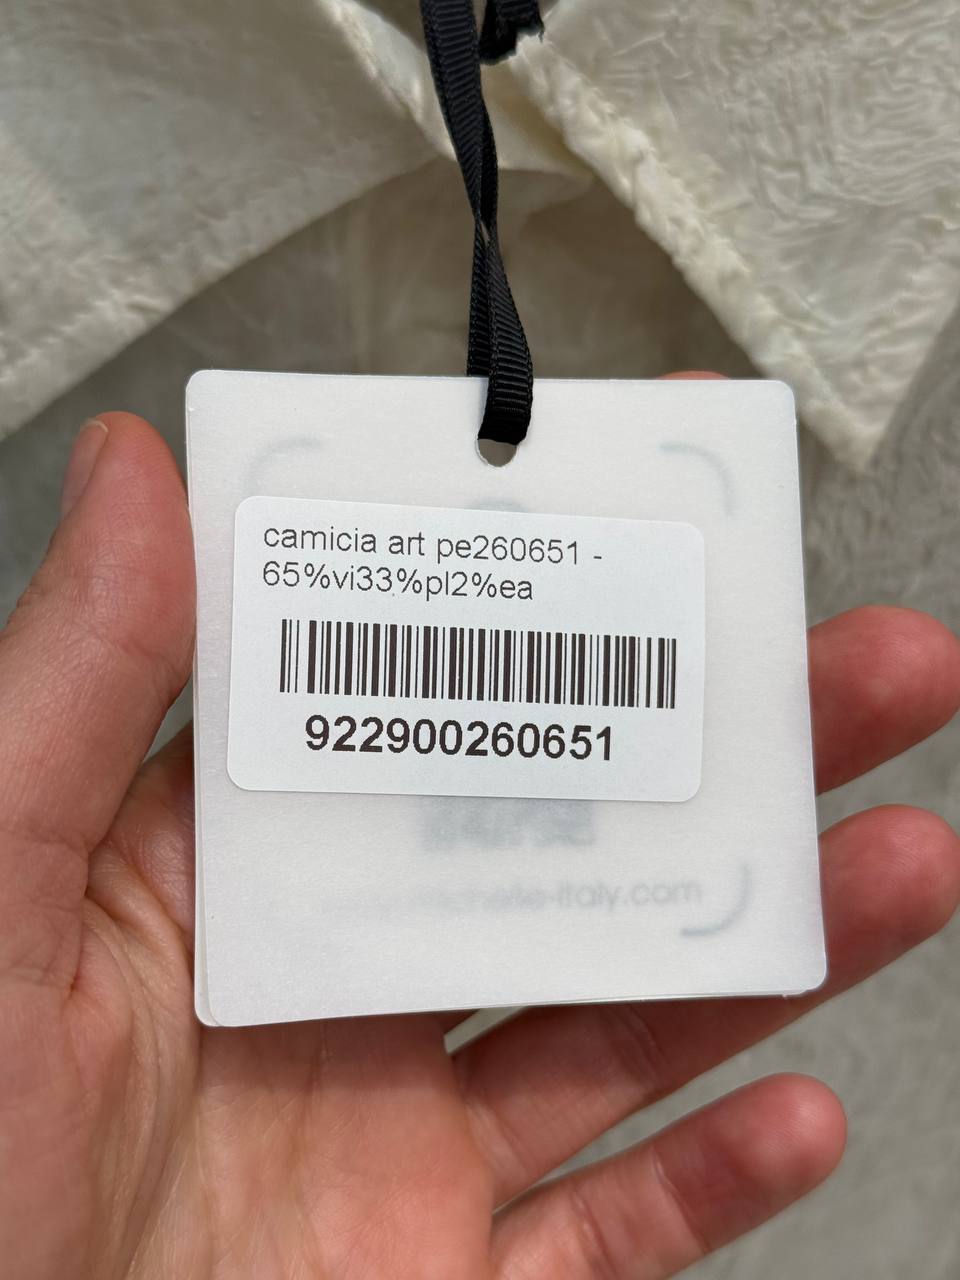 camicia art pe260651 -
65%vi33%pl2%ea
922900260651